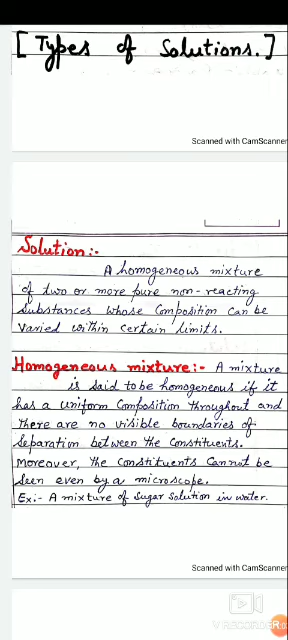 [Types of Solutions.]
Scanned with CamScanner
Solution:-
A homogeneous mixture
of two or more pure non-reacting
Substances whose Composition can be
varied within certain limits.
Homogeneous mixture:- A mixture
is said to be homogeneous if it
has a uniform Composition throughout and
there are no visible boundaries of
Separation between the Constituents.
Moreover, the Constituents Cannot be
Seen even by a microscope.
Ex:- A mixture of Sugar Solution in water.
Scanned with CamScanner